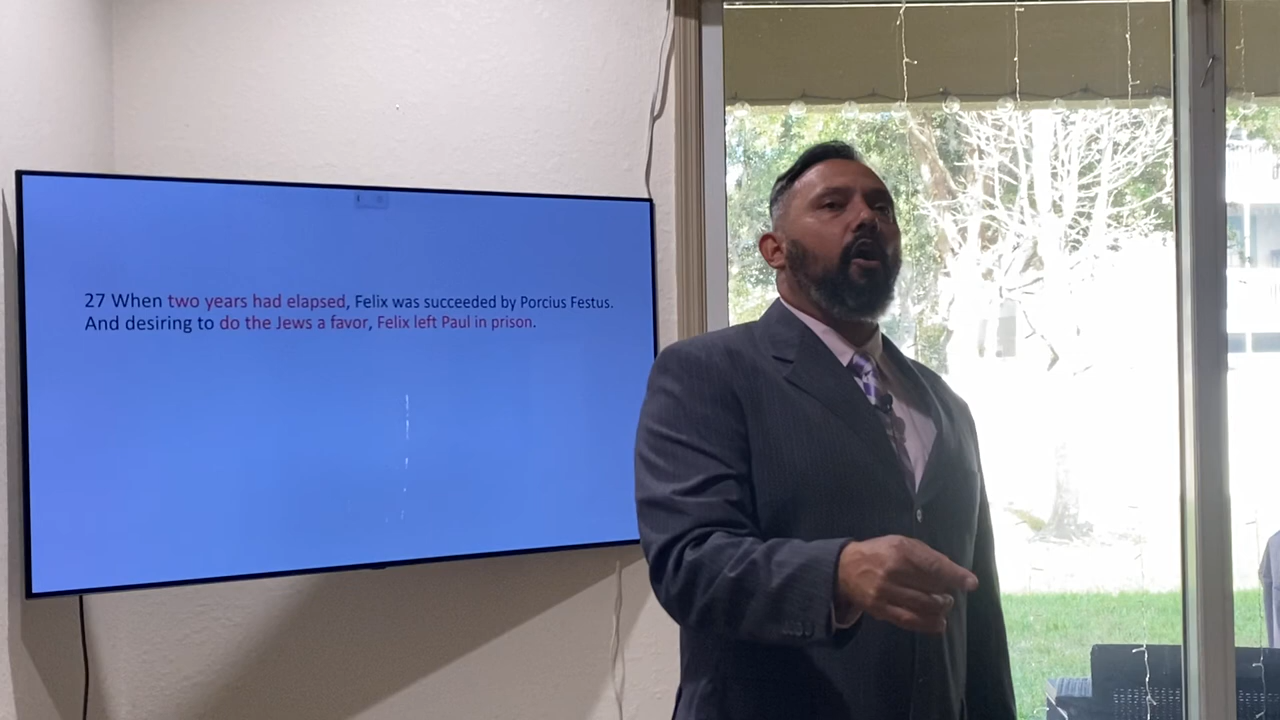 27 When two years had elapsed, Felix was succeeded by Porcius Festus.
And desiring to do the Jews a favor, Felix left Paul in prison.